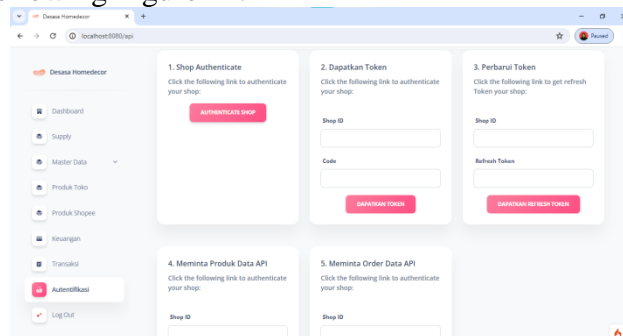 Desasa Homedecor
localhost:8080/api
Paused
Desasa Homedecor
Dashboard
Supply
Master Data
Produk Toko
Produk Shopee
Keuangan
Transaksi
Autentifikasi
Log Out
1. Shop Authenticate
Click the following link to authenticate
your shop:
AUTHENTICATE SHOP
2. Dapatkan Token
Click the following link to authenticate
your shop:
Shop ID
Code
DAPATKAN TOKEN
3. Perbarui Token
Click the following link to get refresh
Token your shop:
Shop ID
Refresh Token
DAPATKAN REFRESH TOKEN
4. Meminta Produk Data API
Click the following link to authenticate
your shop:
Shop ID
5. Meminta Order Data API
Click the following link to authenticate
your shop:
Shop ID